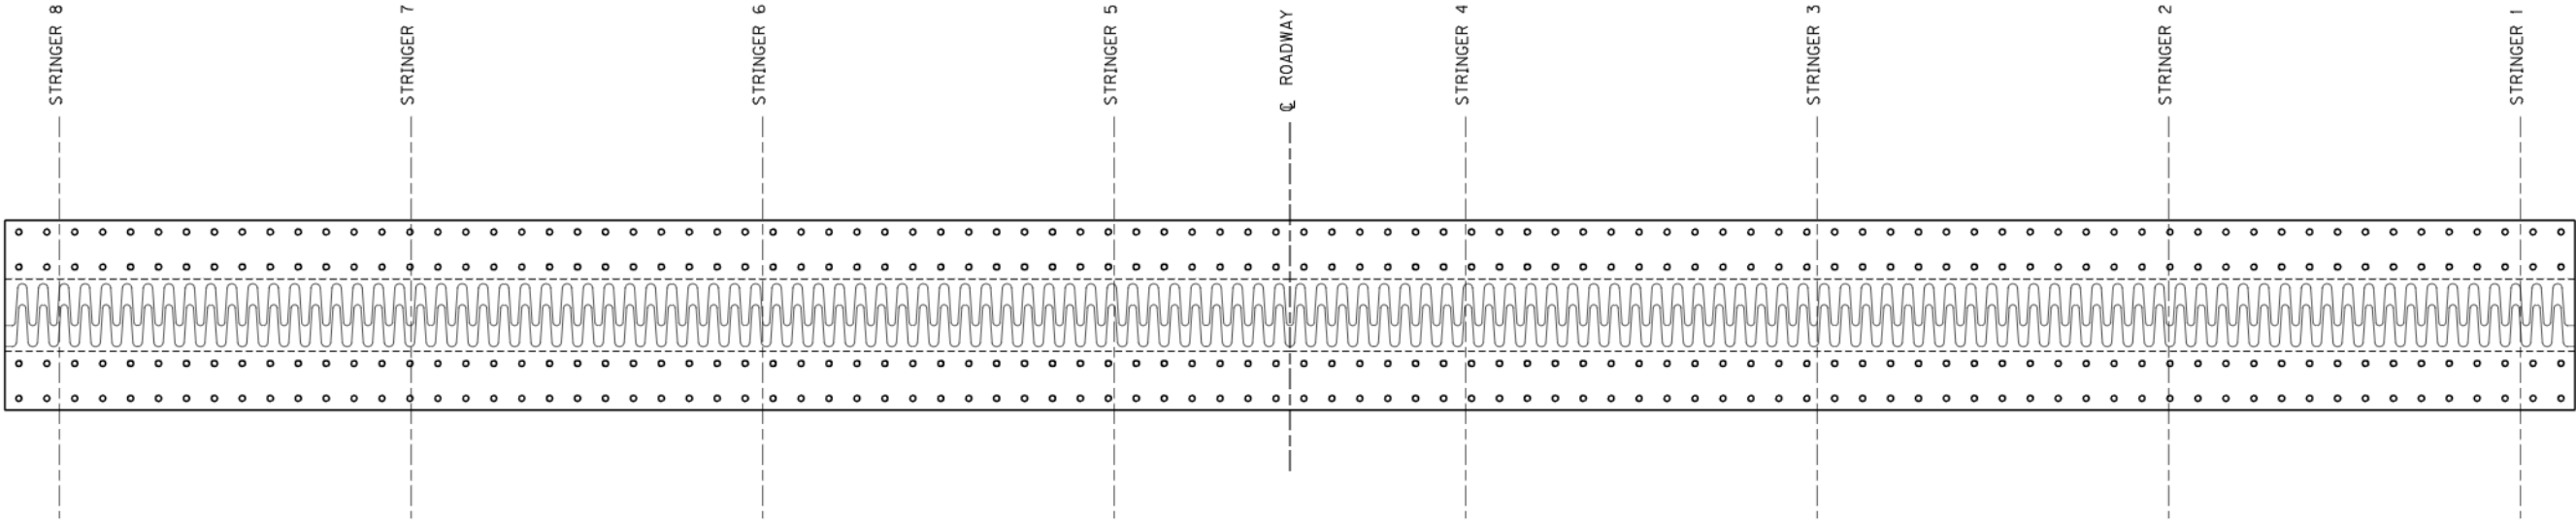 STRINGER 8
STRINGER 7
STRINGER 6
STRINGER 5
℄ ROADWAY
STRINGER 4
STRINGER 3
STRINGER 2
STRINGER 1